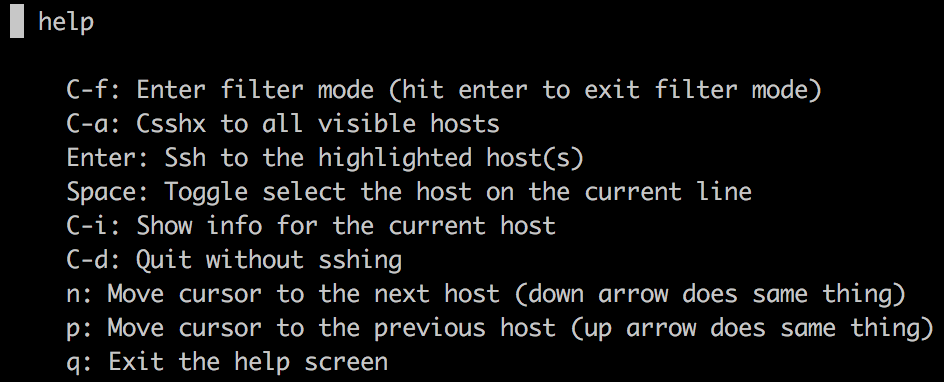 help
C-f: Enter filter mode (hit enter to exit filter mode)
C-a: Csshx to all visible hosts
Enter: Ssh to the highlighted host(s)
Space: Toggle select the host on the current line
C-i: Show info for the current host
C-d: Quit without sshing
n: Move cursor to the next host (down arrow does same thing)
p: Move cursor to the previous host (up arrow does same thing)
q: Exit the help screen